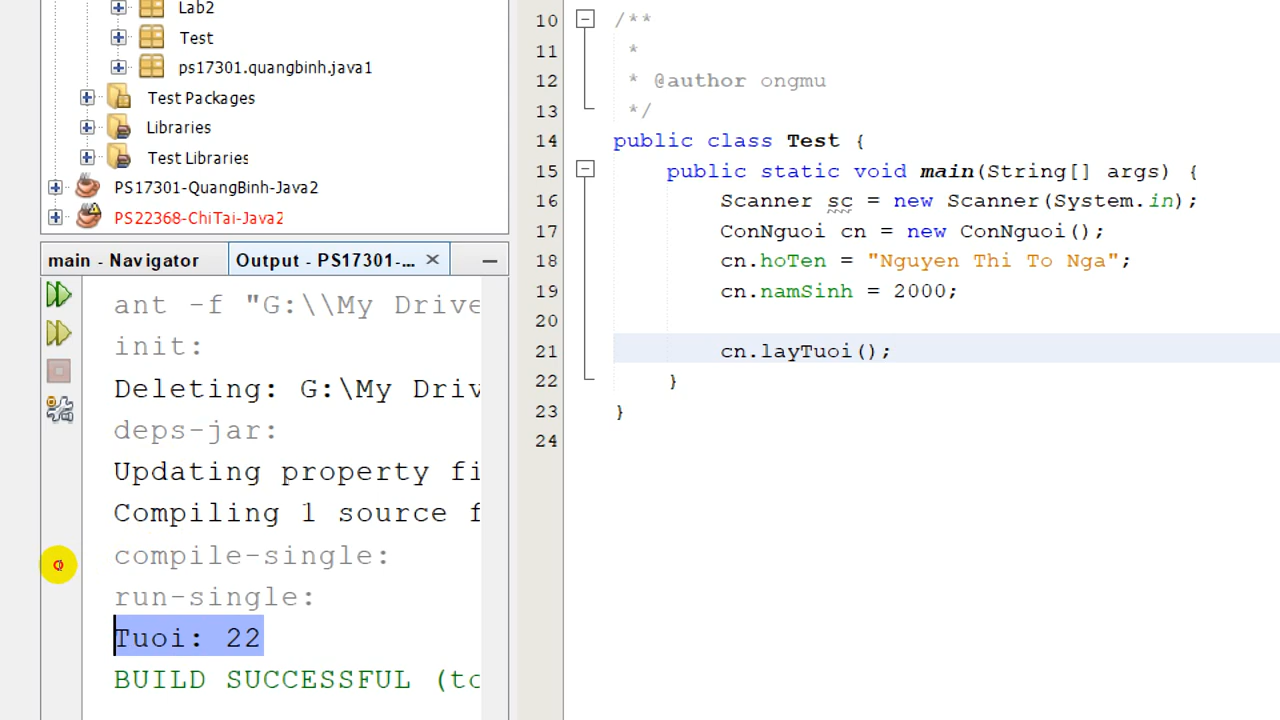 Lab2
Test
ps17301.quangbinh.java1
Test Packages
Libraries
Test Libraries
PS17301-QuangBinh-Java2
PS22368-ChiTai-Java2
main - Navigator
Output - PS17301-...
ant -f "G:\\My Drive
init:
Deleting: G:\My Driv
deps-jar:
Updating property fi
Compiling 1 source f
compile-single:
run-single:
Tuoi: 22
BUILD SUCCESSFUL (to
10 /**
11 *
12 * @author ongmu
13 */
14 public class Test {
15 public static void main(String[] args) {
16 Scanner sc = new Scanner(System.in);
17 ConNguoi cn = new ConNguoi();
18 cn.hoTen = "Nguyen Thi To Nga";
19 cn.namSinh = 2000;
20
21 cn.layTuoi();
22 }
23 }
24